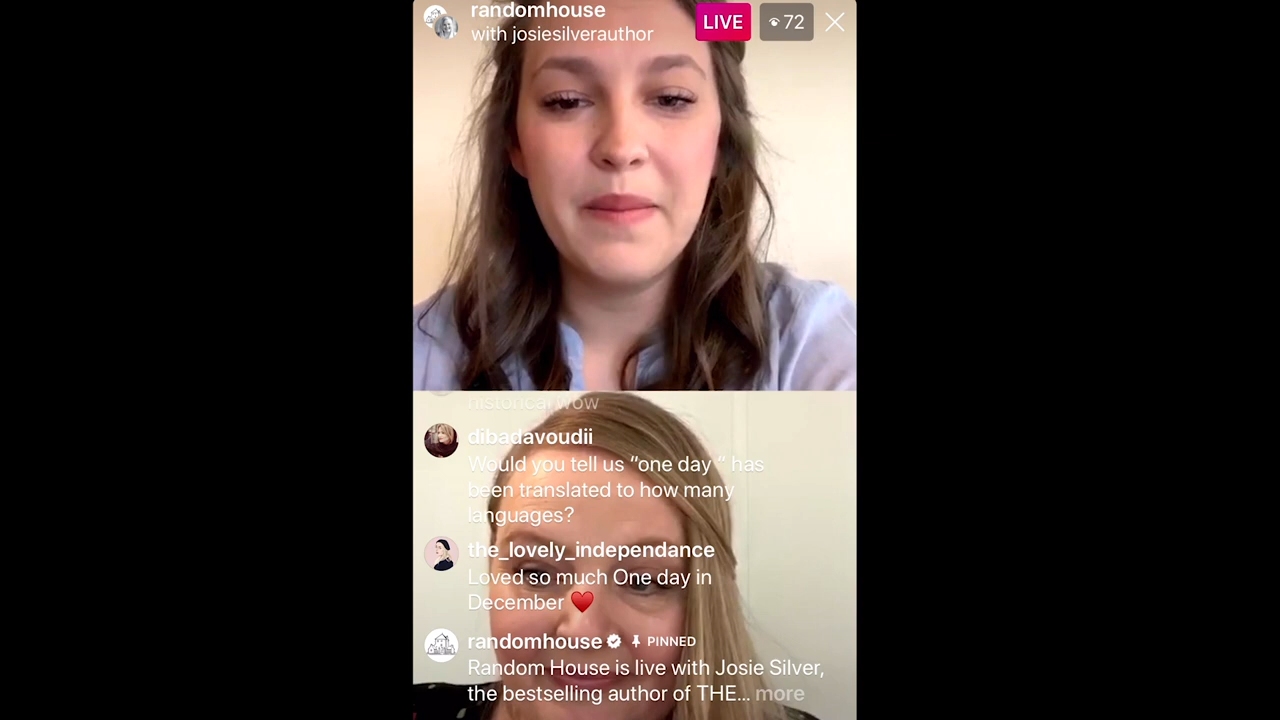 randomhouse
with josiesilverauthor
LIVE
72
historical wow
dibadavoudii
Would you tell us “one day “ has
been translated to how many
languages?
the_lovely_independance
Loved so much One day in
December ❤️
randomhouse PINNED
Random House is live with Josie Silver,
the bestselling author of THE... more